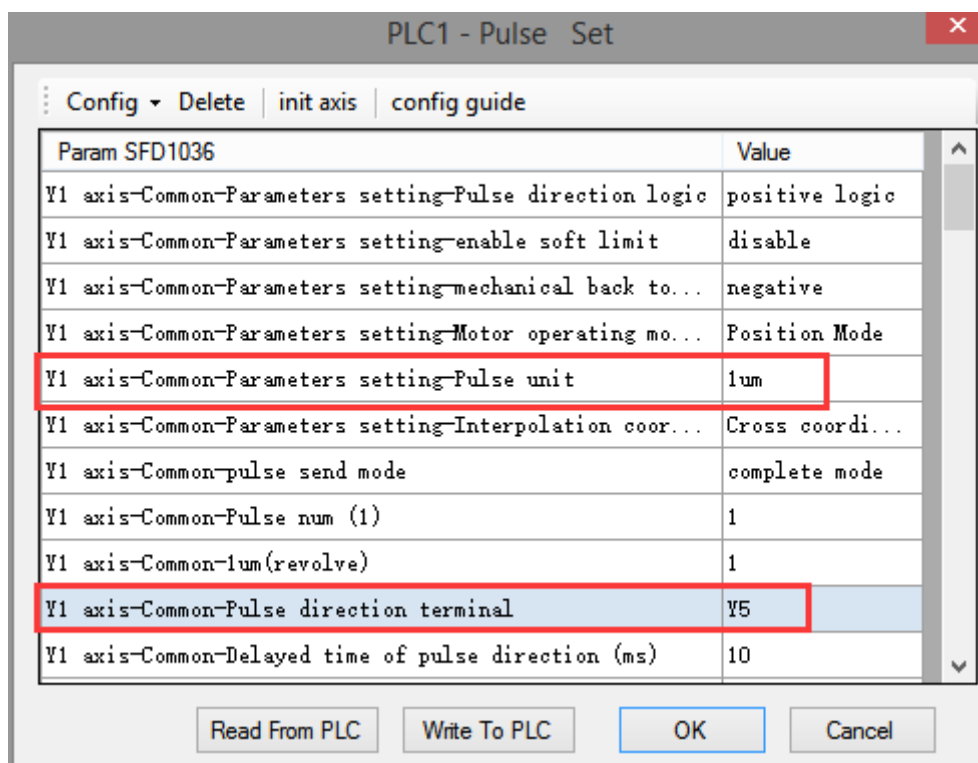 PLC1 - Pulse Set
Config Delete init axis config guide
Param SFD1036 Value
Y1 axis-Common-Parameters setting-Pulse direction logic positive logic
Y1 axis-Common-Parameters setting-enable soft limit disable
Y1 axis-Common-Parameters setting-mechanical back to... negative
Y1 axis-Common-Parameters setting-Motor operating mo... Position Mode
Y1 axis-Common-Parameters setting-Pulse unit 1um
Y1 axis-Common-Parameters setting-Interpolation coor... Cross coordi...
Y1 axis-Common-pulse send mode complete mode
Y1 axis-Common-Pulse num (1) 1
Y1 axis-Common-1um(revolve) 1
Y1 axis-Common-Pulse direction terminal Y5
Y1 axis-Common-Delayed time of pulse direction (ms) 10
Read From PLC Write To PLC OK Cancel